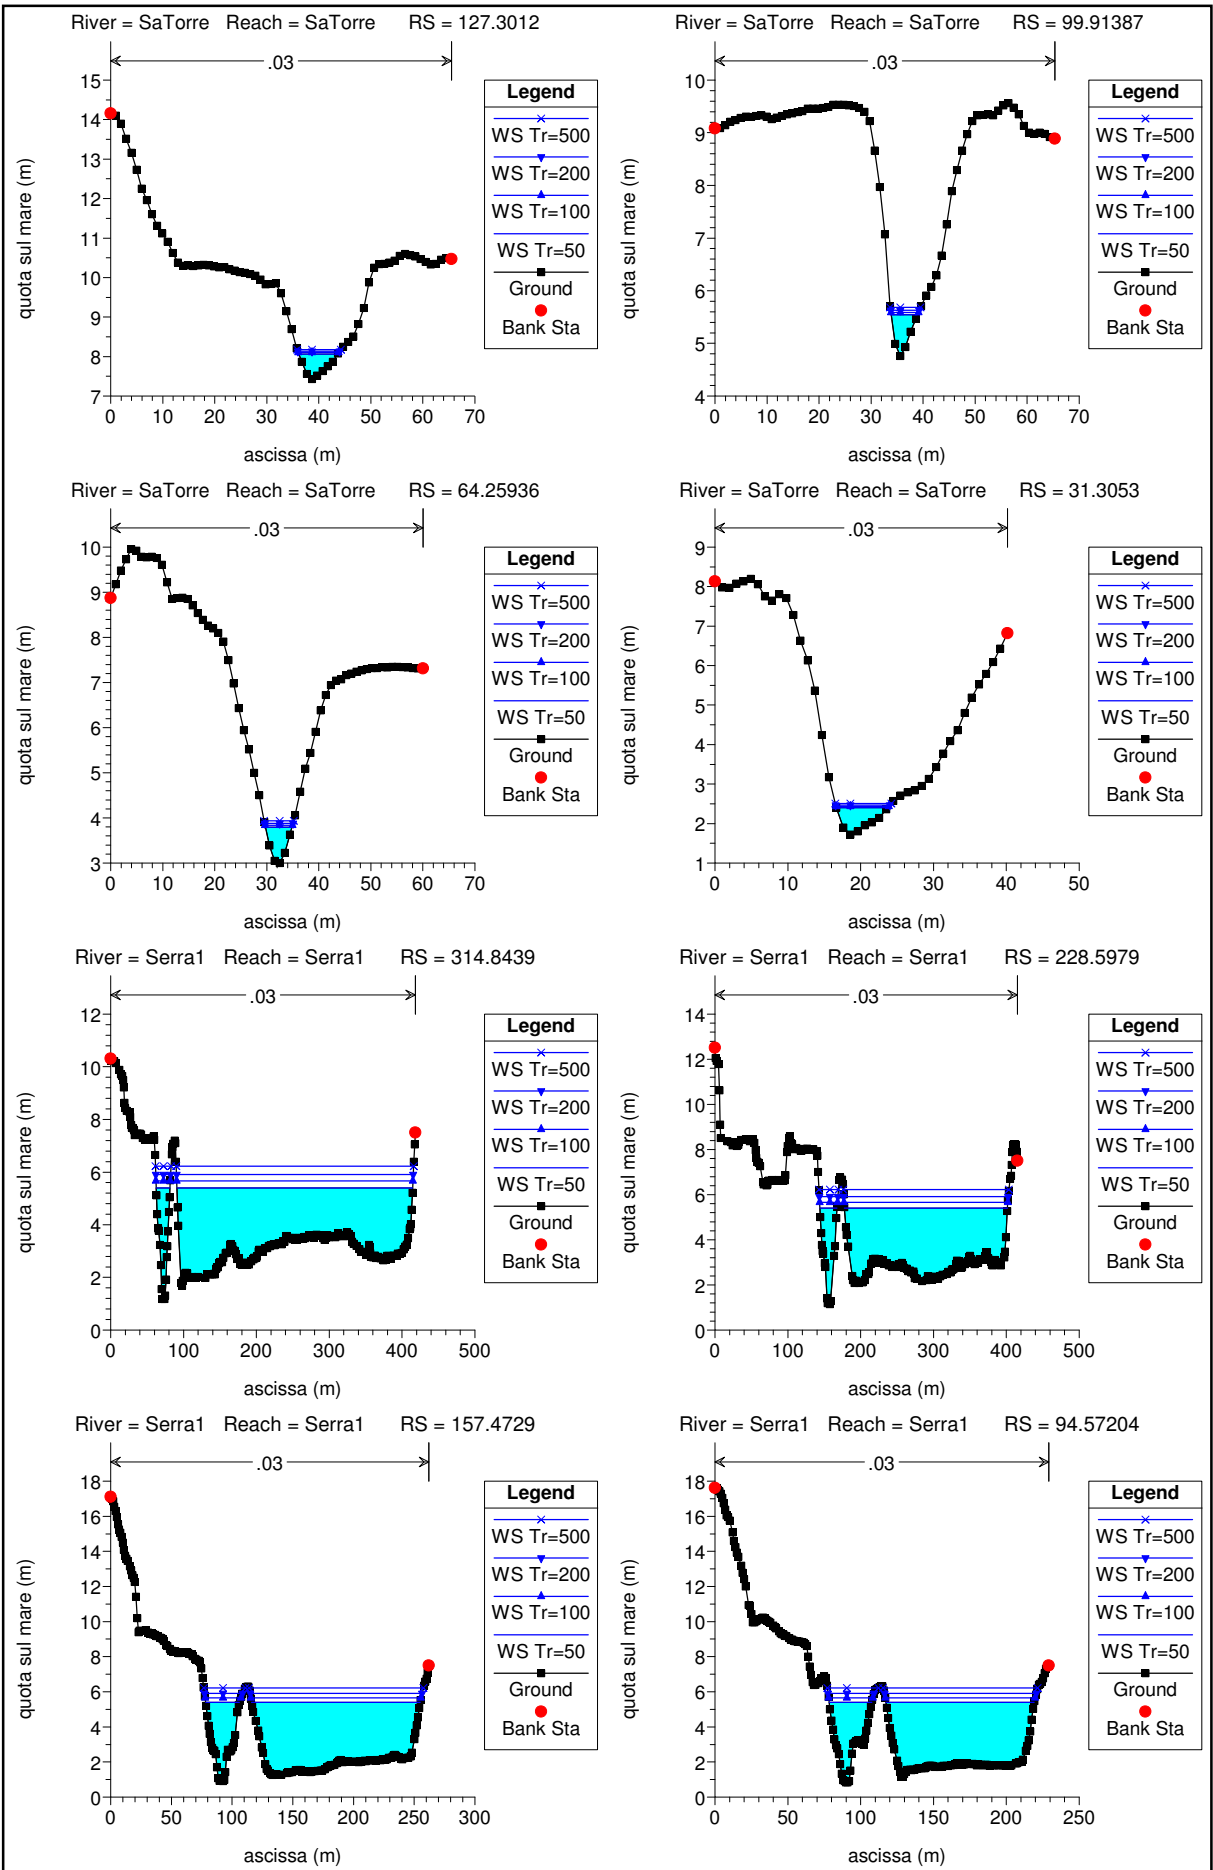 River = SaTorre Reach = SaTorre RS = 127.3012
.03
quota sul mare (m)
15
14
13
12
11
10
9
8
7
0 10 20 30 40 50 60 70
ascissa (m)
Legend
WS Tr=500
WS Tr=200
WS Tr=100
WS Tr=50
Ground
Bank Sta
River = SaTorre Reach = SaTorre RS = 99.91387
.03
quota sul mare (m)
10
9
8
7
6
5
4
0 10 20 30 40 50 60 70
ascissa (m)
Legend
WS Tr=500
WS Tr=200
WS Tr=100
WS Tr=50
Ground
Bank Sta
River = SaTorre Reach = SaTorre RS = 64.25936
.03
quota sul mare (m)
10
9
8
7
6
5
4
3
0 10 20 30 40 50 60 70
ascissa (m)
Legend
WS Tr=500
WS Tr=200
WS Tr=100
WS Tr=50
Ground
Bank Sta
River = SaTorre Reach = SaTorre RS = 31.3053
.03
quota sul mare (m)
9
8
7
6
5
4
3
2
1
0 10 20 30 40 50
ascissa (m)
Legend
WS Tr=500
WS Tr=200
WS Tr=100
WS Tr=50
Ground
Bank Sta
River = Serra1 Reach = Serra1 RS = 314.8439
.03
quota sul mare (m)
12
10
8
6
4
2
0
0 100 200 300 400 500
ascissa (m)
Legend
WS Tr=500
WS Tr=200
WS Tr=100
WS Tr=50
Ground
Bank Sta
River = Serra1 Reach = Serra1 RS = 228.5979
.03
quota sul mare (m)
14
12
10
8
6
4
2
0
0 100 200 300 400 500
ascissa (m)
Legend
WS Tr=500
WS Tr=200
WS Tr=100
WS Tr=50
Ground
Bank Sta
River = Serra1 Reach = Serra1 RS = 157.4729
.03
quota sul mare (m)
18
16
14
12
10
8
6
4
2
0
0 50 100 150 200 250 300
ascissa (m)
Legend
WS Tr=500
WS Tr=200
WS Tr=100
WS Tr=50
Ground
Bank Sta
River = Serra1 Reach = Serra1 RS = 94.57204
.03
quota sul mare (m)
18
16
14
12
10
8
6
4
2
0
0 50 100 150 200 250
ascissa (m)
Legend
WS Tr=500
WS Tr=200
WS Tr=100
WS Tr=50
Ground
Bank Sta